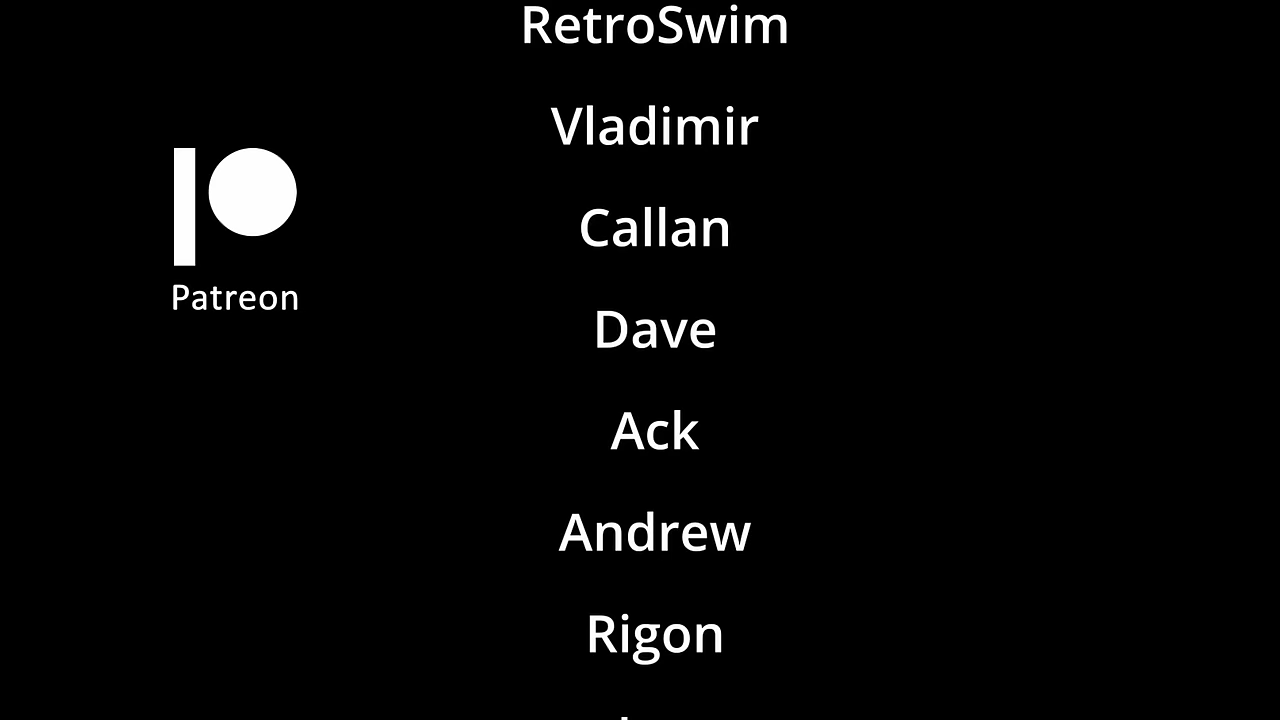 RetroSwim
Vladimir
Callan
Patreon
Dave
Ack
Andrew
Rigon